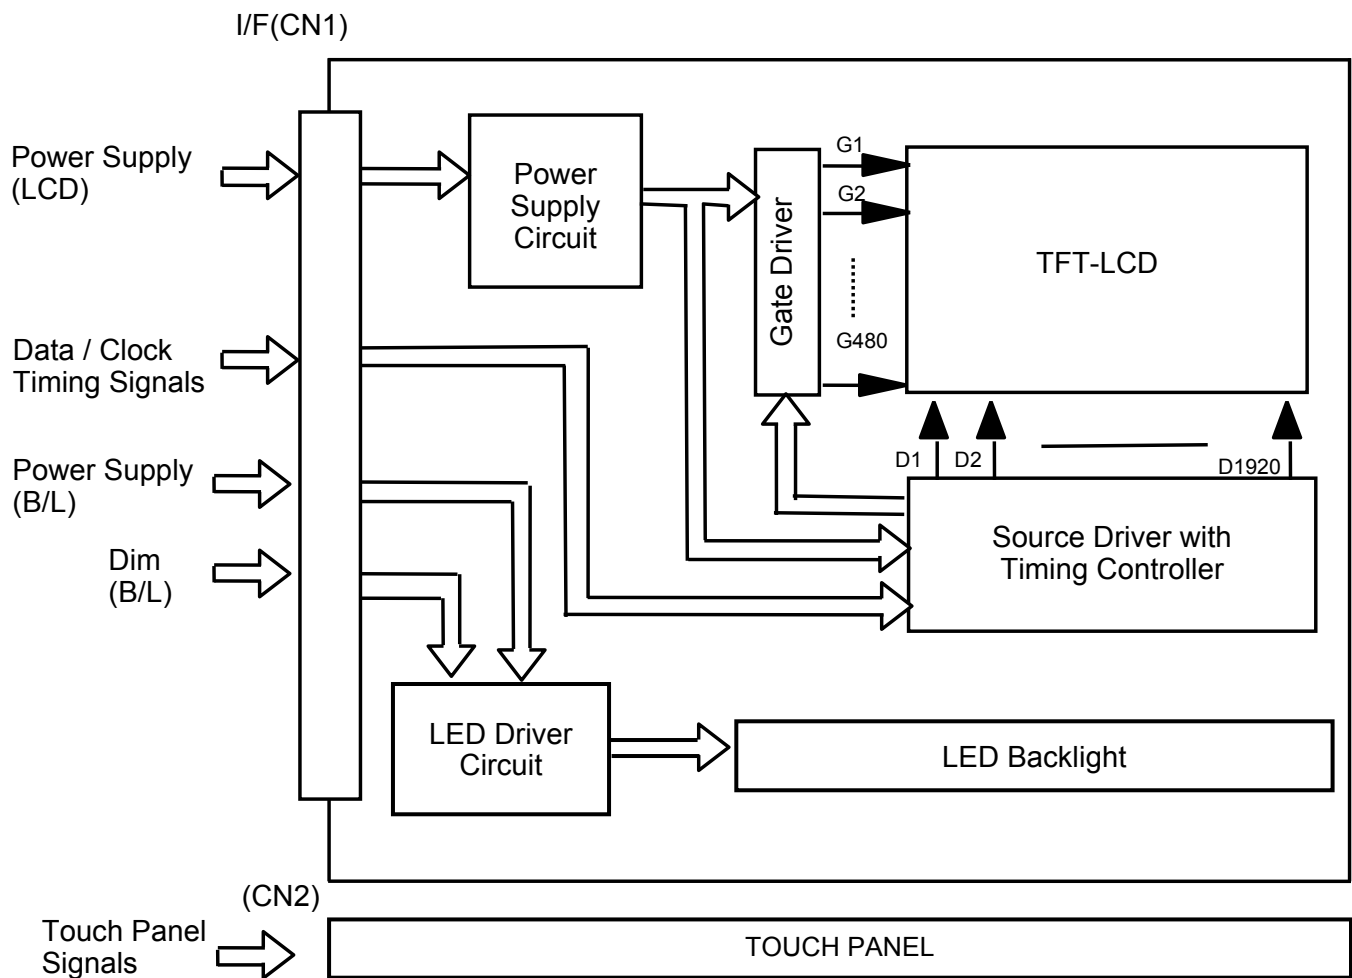 I/F(CN1)
Power Supply
(LCD)
Power
Supply
Circuit
Gate Driver
G1
G2
G480
TFT-LCD
Data / Clock
Timing Signals
Power Supply
(B/L)
Dim
(B/L)
D1
D2
D1920
Source Driver with
Timing Controller
LED Driver
Circuit
LED Backlight
(CN2)
Touch Panel
Signals
TOUCH PANEL